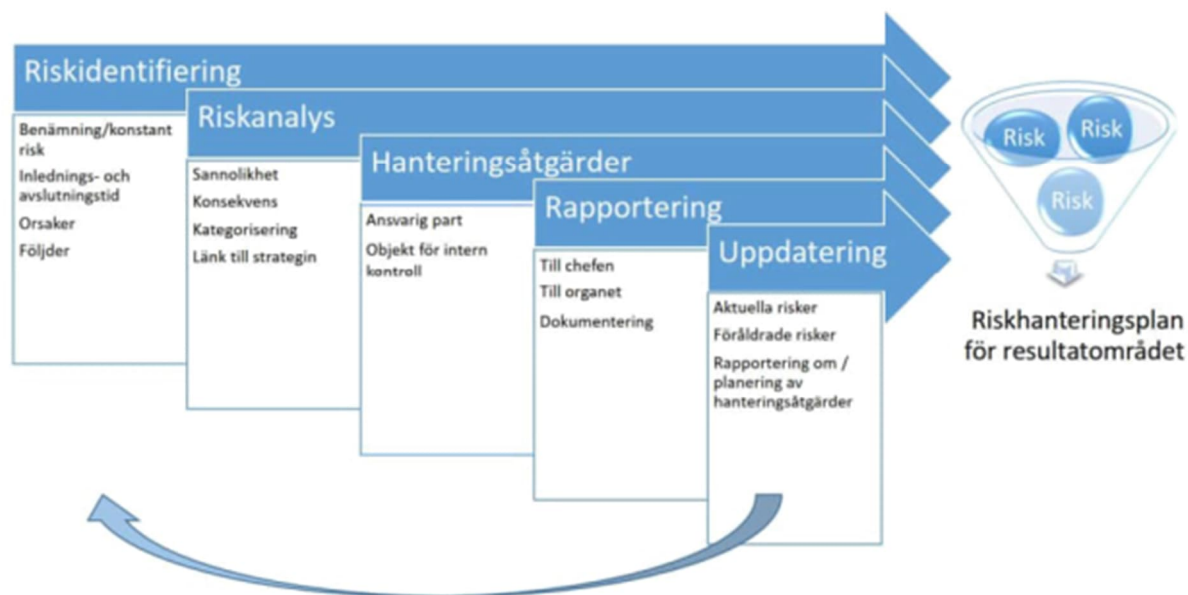 Riskidentifiering
Benämning/konstant
risk
Inlednings- och
avslutningstid
Orsaker
Följder
Riskanalys
Sannolikhet
Konsekvens
Kategorisering
Länk till strategin
Hanteringsåtgärder
Ansvarig part
Objekt för intern
kontroll
Rapportering
Till chefen
Till organet
Dokumentering
Uppdatering
Aktuella risker
Föråldrade risker
Rapportering om /
planering av
hanteringsåtgärder
Risk
Risk
Risk
Riskhanteringsplan
för resultatområdet